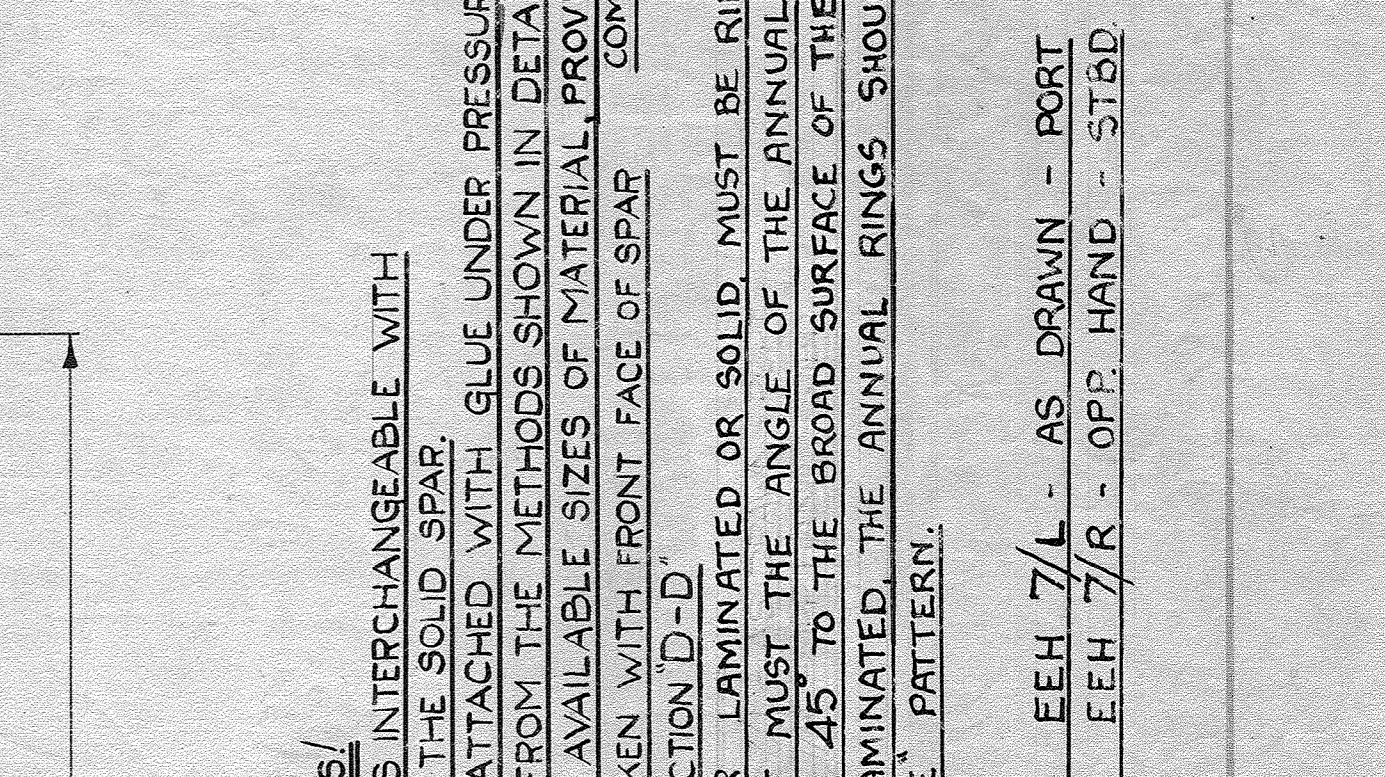 S!
S INTERCHANGEABLE WITH
THE SOLID SPAR.
ATTACHED WITH GLUE UNDER PRESSUR
FROM THE METHODS SHOWN IN DETA
AVAILABLE SIZES OF MATERIAL, PROV
KEN WITH FRONT FACE OF SPAR COM
CTION "D-D"
R LAMINATED OR SOLID, MUST BE RI
MUST THE ANGLE OF THE ANNUAL
45° TO THE BROAD SURFACE OF THE
AMINATED, THE ANNUAL RINGS SHOU
E" PATTERN.
EEH 7/L - AS DRAWN - PORT
EEH 7/R - OPP. HAND - STBD.